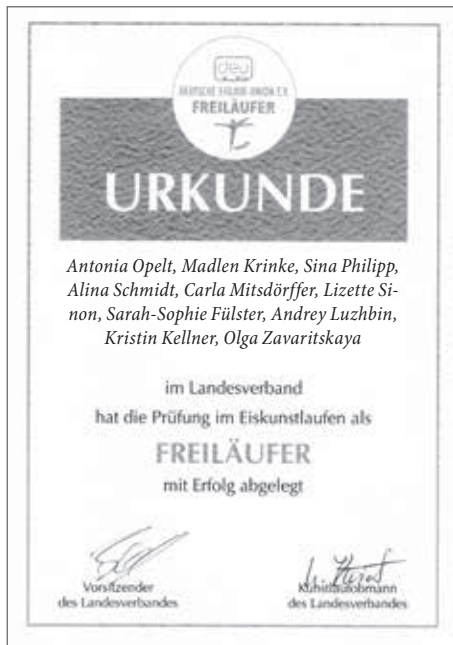 deu
DEUTSCHE EISLAUF-UNION E.V.
FREILÄUFER
URKUNDE
Antonia Opelt, Madlen Krinke, Sina Philipp,
Alina Schmidt, Carla Mitsdörffer, Lizette Si-
non, Sarah-Sophie Fülster, Andrey Luzhbin,
Kristin Kellner, Olga Zavaritskaya
im Landesverband
hat die Prüfung im Eiskunstlaufen als
FREILÄUFER
mit Erfolg abgelegt
Vorsitzender
des Landesverbandes
Kunstlaufobmann
des Landesverbandes